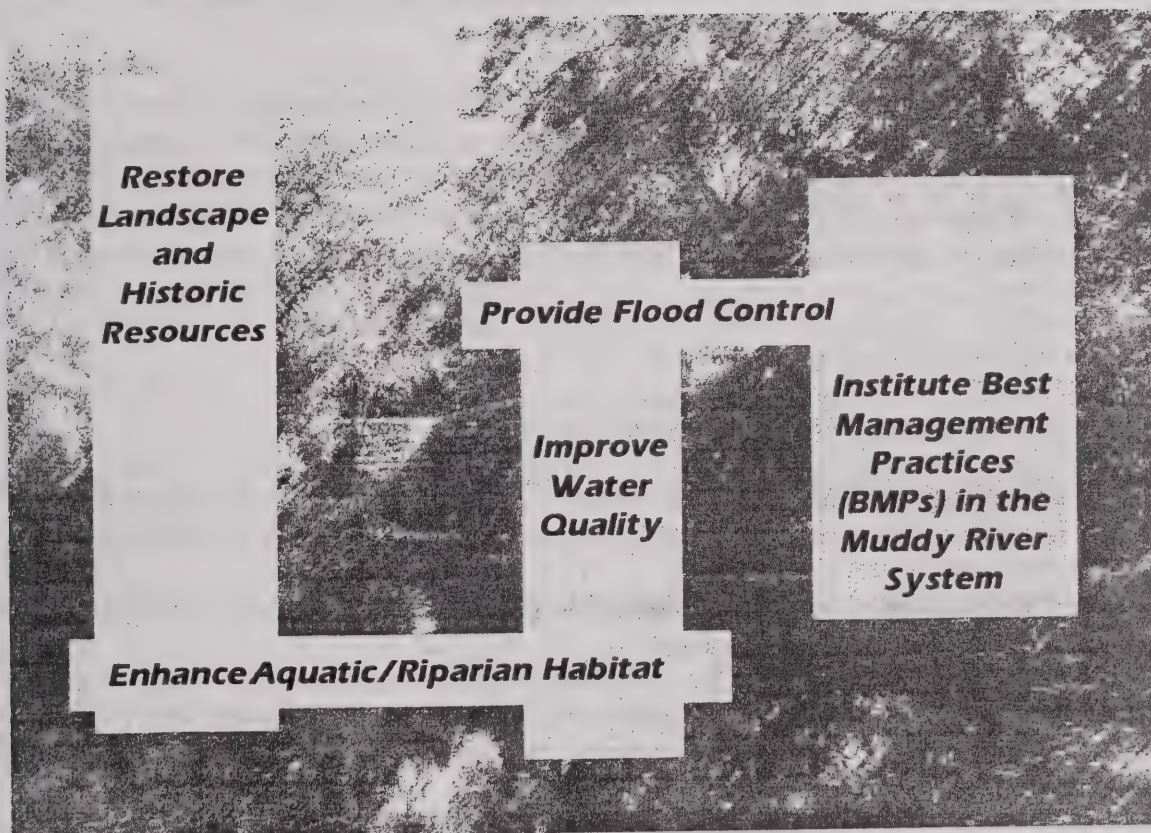 Restore
Landscape
and
Historic
Resources
Provide Flood Control
Improve
Water
Quality
Institute Best
Management
Practices
(BMPs) in the
Muddy River
System
Enhance Aquatic/Riparian Habitat